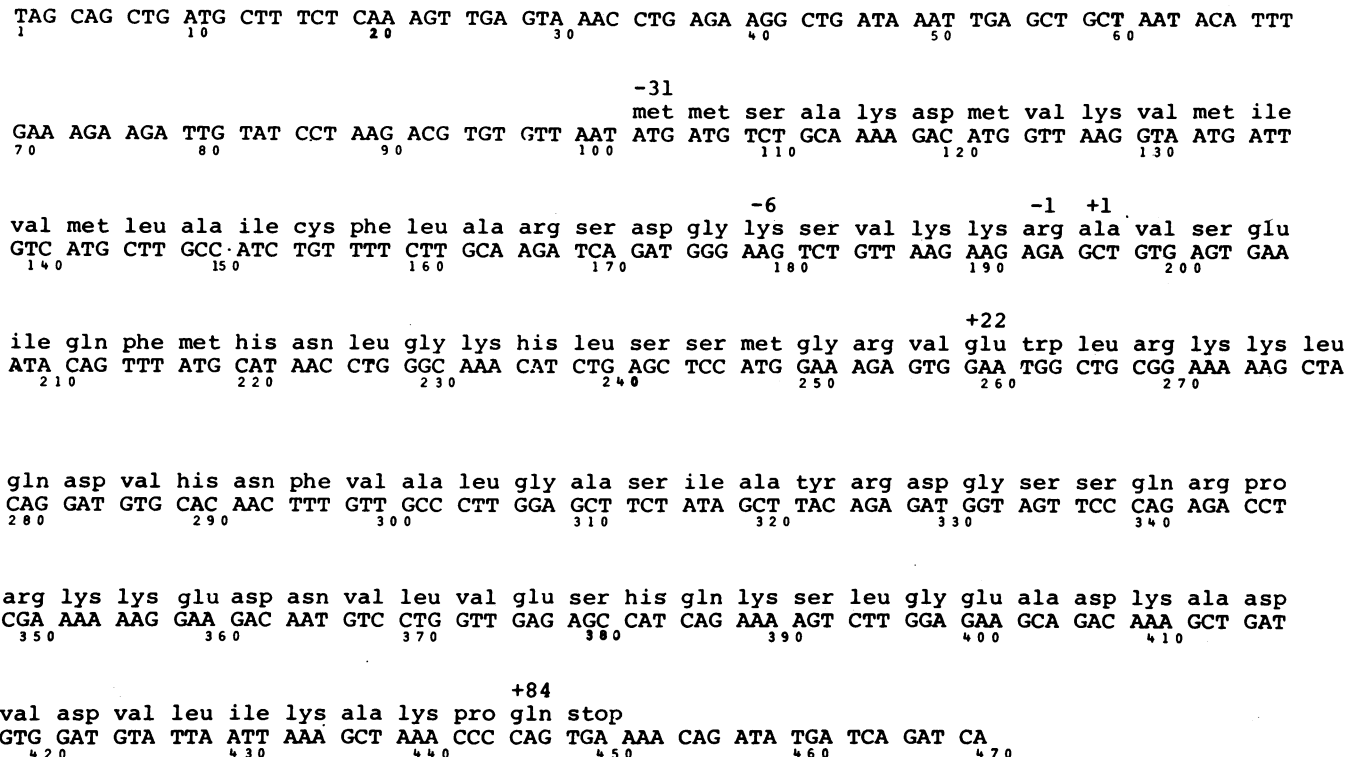 TAG CAG CTG ATG CTT TCT CAA AGT TGA GTA AAC CTG AGA AGG CTG ATA AAT TGA GCT GCT AAT ACA TTT
1 10 20 30 40 50 60
-31
met met ser ala lys asp met val lys val met ile
GAA AGA AGA TTG TAT CCT AAG ACG TGT GTT AAT ATG ATG TCT GCA AAA GAC ATG GTT AAG GTA ATG ATT
70 80 90 100 110 120 130
-6 -1 +1
val met leu ala ile cys phe leu ala arg ser asp gly lys ser val lys lys arg ala val ser glu
GTC ATG CTT GCC ATC TGT TTT CTT GCA AGA TCA GAT GGG AAG TCT GTT AAG AAG AGA GCT GTG AGT GAA
140 150 160 170 180 190 200
+22
ile gln phe met his asn leu gly lys his leu ser ser met gly arg val glu trp leu arg lys lys leu
ATA CAG TTT ATG CAT AAC CTG GGC AAA CAT CTG AGC TCC ATG GAA AGA GTG GAA TGG CTG CGG AAA AAG CTA
210 220 230 240 250 260 270
gln asp val his asn phe val ala leu gly ala ser ile ala tyr arg asp gly ser ser gln arg pro
CAG GAT GTG CAC AAC TTT GTT GCC CTT GGA GCT TCT ATA GCT TAC AGA GAT GGT AGT TCC CAG AGA CCT
280 290 300 310 320 330 340
arg lys lys glu asp asn val leu val glu ser his gln lys ser leu gly glu ala asp lys ala asp
CGA AAA AAG GAA GAC AAT GTC CTG GTT GAG AGC CAT CAG AAA AGT CTT GGA GAA GCA GAC AAA GCT GAT
350 360 370 380 390 400 410
+84
val asp val leu ile lys ala lys pro gln stop
GTG GAT GTA TTA ATT AAA GCT AAA CCC CAG TGA AAA CAG ATA TGA TCA GAT CA
420 430 440 450 460 470